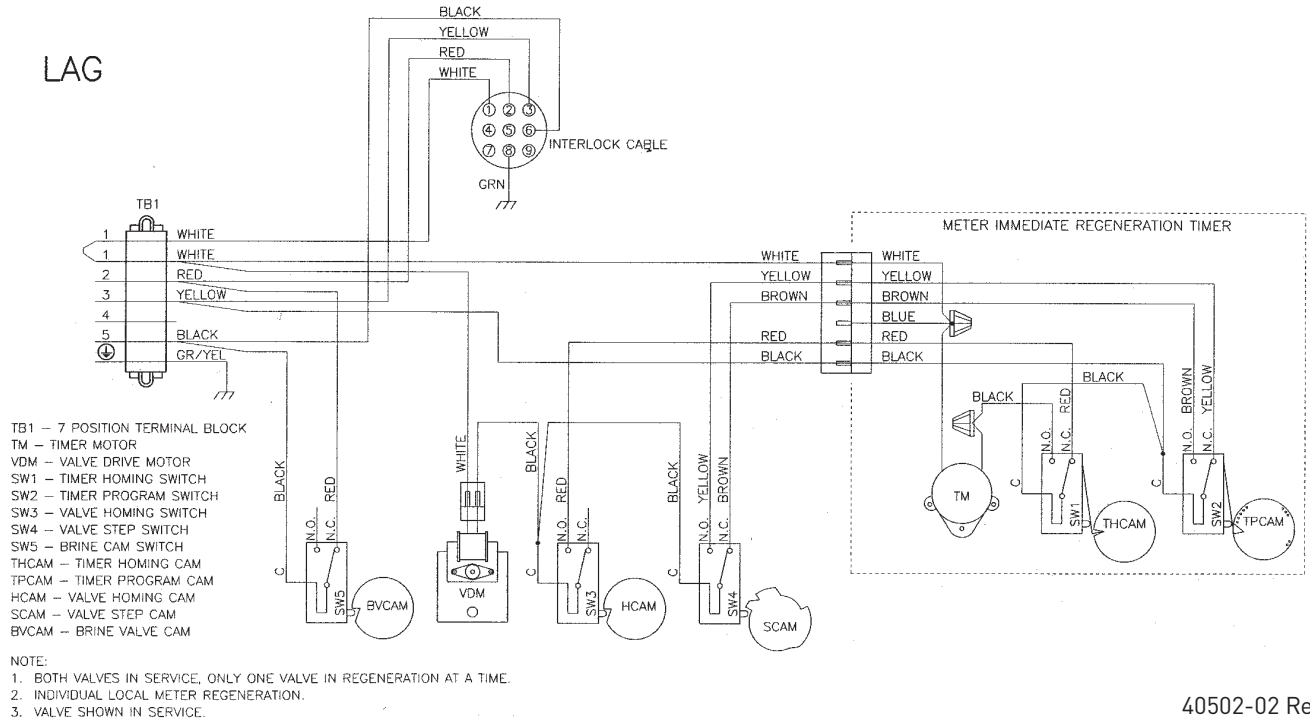 LAG
BLACK
YELLOW
RED
WHITE
1 2 3
4 5 6
7 8 9
INTERLOCK CABLE
GRN
TB1
1 WHITE
1 WHITE
2 RED
3 YELLOW
4
5 BLACK
GR/YEL
METER IMMEDIATE REGENERATION TIMER
WHITE WHITE
YELLOW YELLOW
BROWN BROWN
BLUE
RED RED
BLACK BLACK
BLACK
BLACK
RED
BROWN
YELLOW
N.O.
N.C.
N.O.
N.C.
C
C
TM
SW1
THCAM
SW2
TPCAM
BLACK
RED
WHITE
BLACK
RED
BLACK
YELLOW
BROWN
N.O.
N.C.
N.O.
N.C.
N.O.
N.C.
C
C
C
SW5
BVCAM
VDM
SW3
HCAM
SW4
SCAM
TB1 – 7 POSITION TERMINAL BLOCK
TM – TIMER MOTOR
VDM – VALVE DRIVE MOTOR
SW1 – TIMER HOMING SWITCH
SW2 – TIMER PROGRAM SWITCH
SW3 – VALVE HOMING SWITCH
SW4 – VALVE STEP SWITCH
SW5 – BRINE CAM SWITCH
THCAM – TIMER HOMING CAM
TPCAM – TIMER PROGRAM CAM
HCAM – VALVE HOMING CAM
SCAM – VALVE STEP CAM
BVCAM – BRINE VALVE CAM
NOTE:
1. BOTH VALVES IN SERVICE, ONLY ONE VALVE IN REGENERATION AT A TIME.
2. INDIVIDUAL LOCAL METER REGENERATION.
3. VALVE SHOWN IN SERVICE.
40502-02 Re